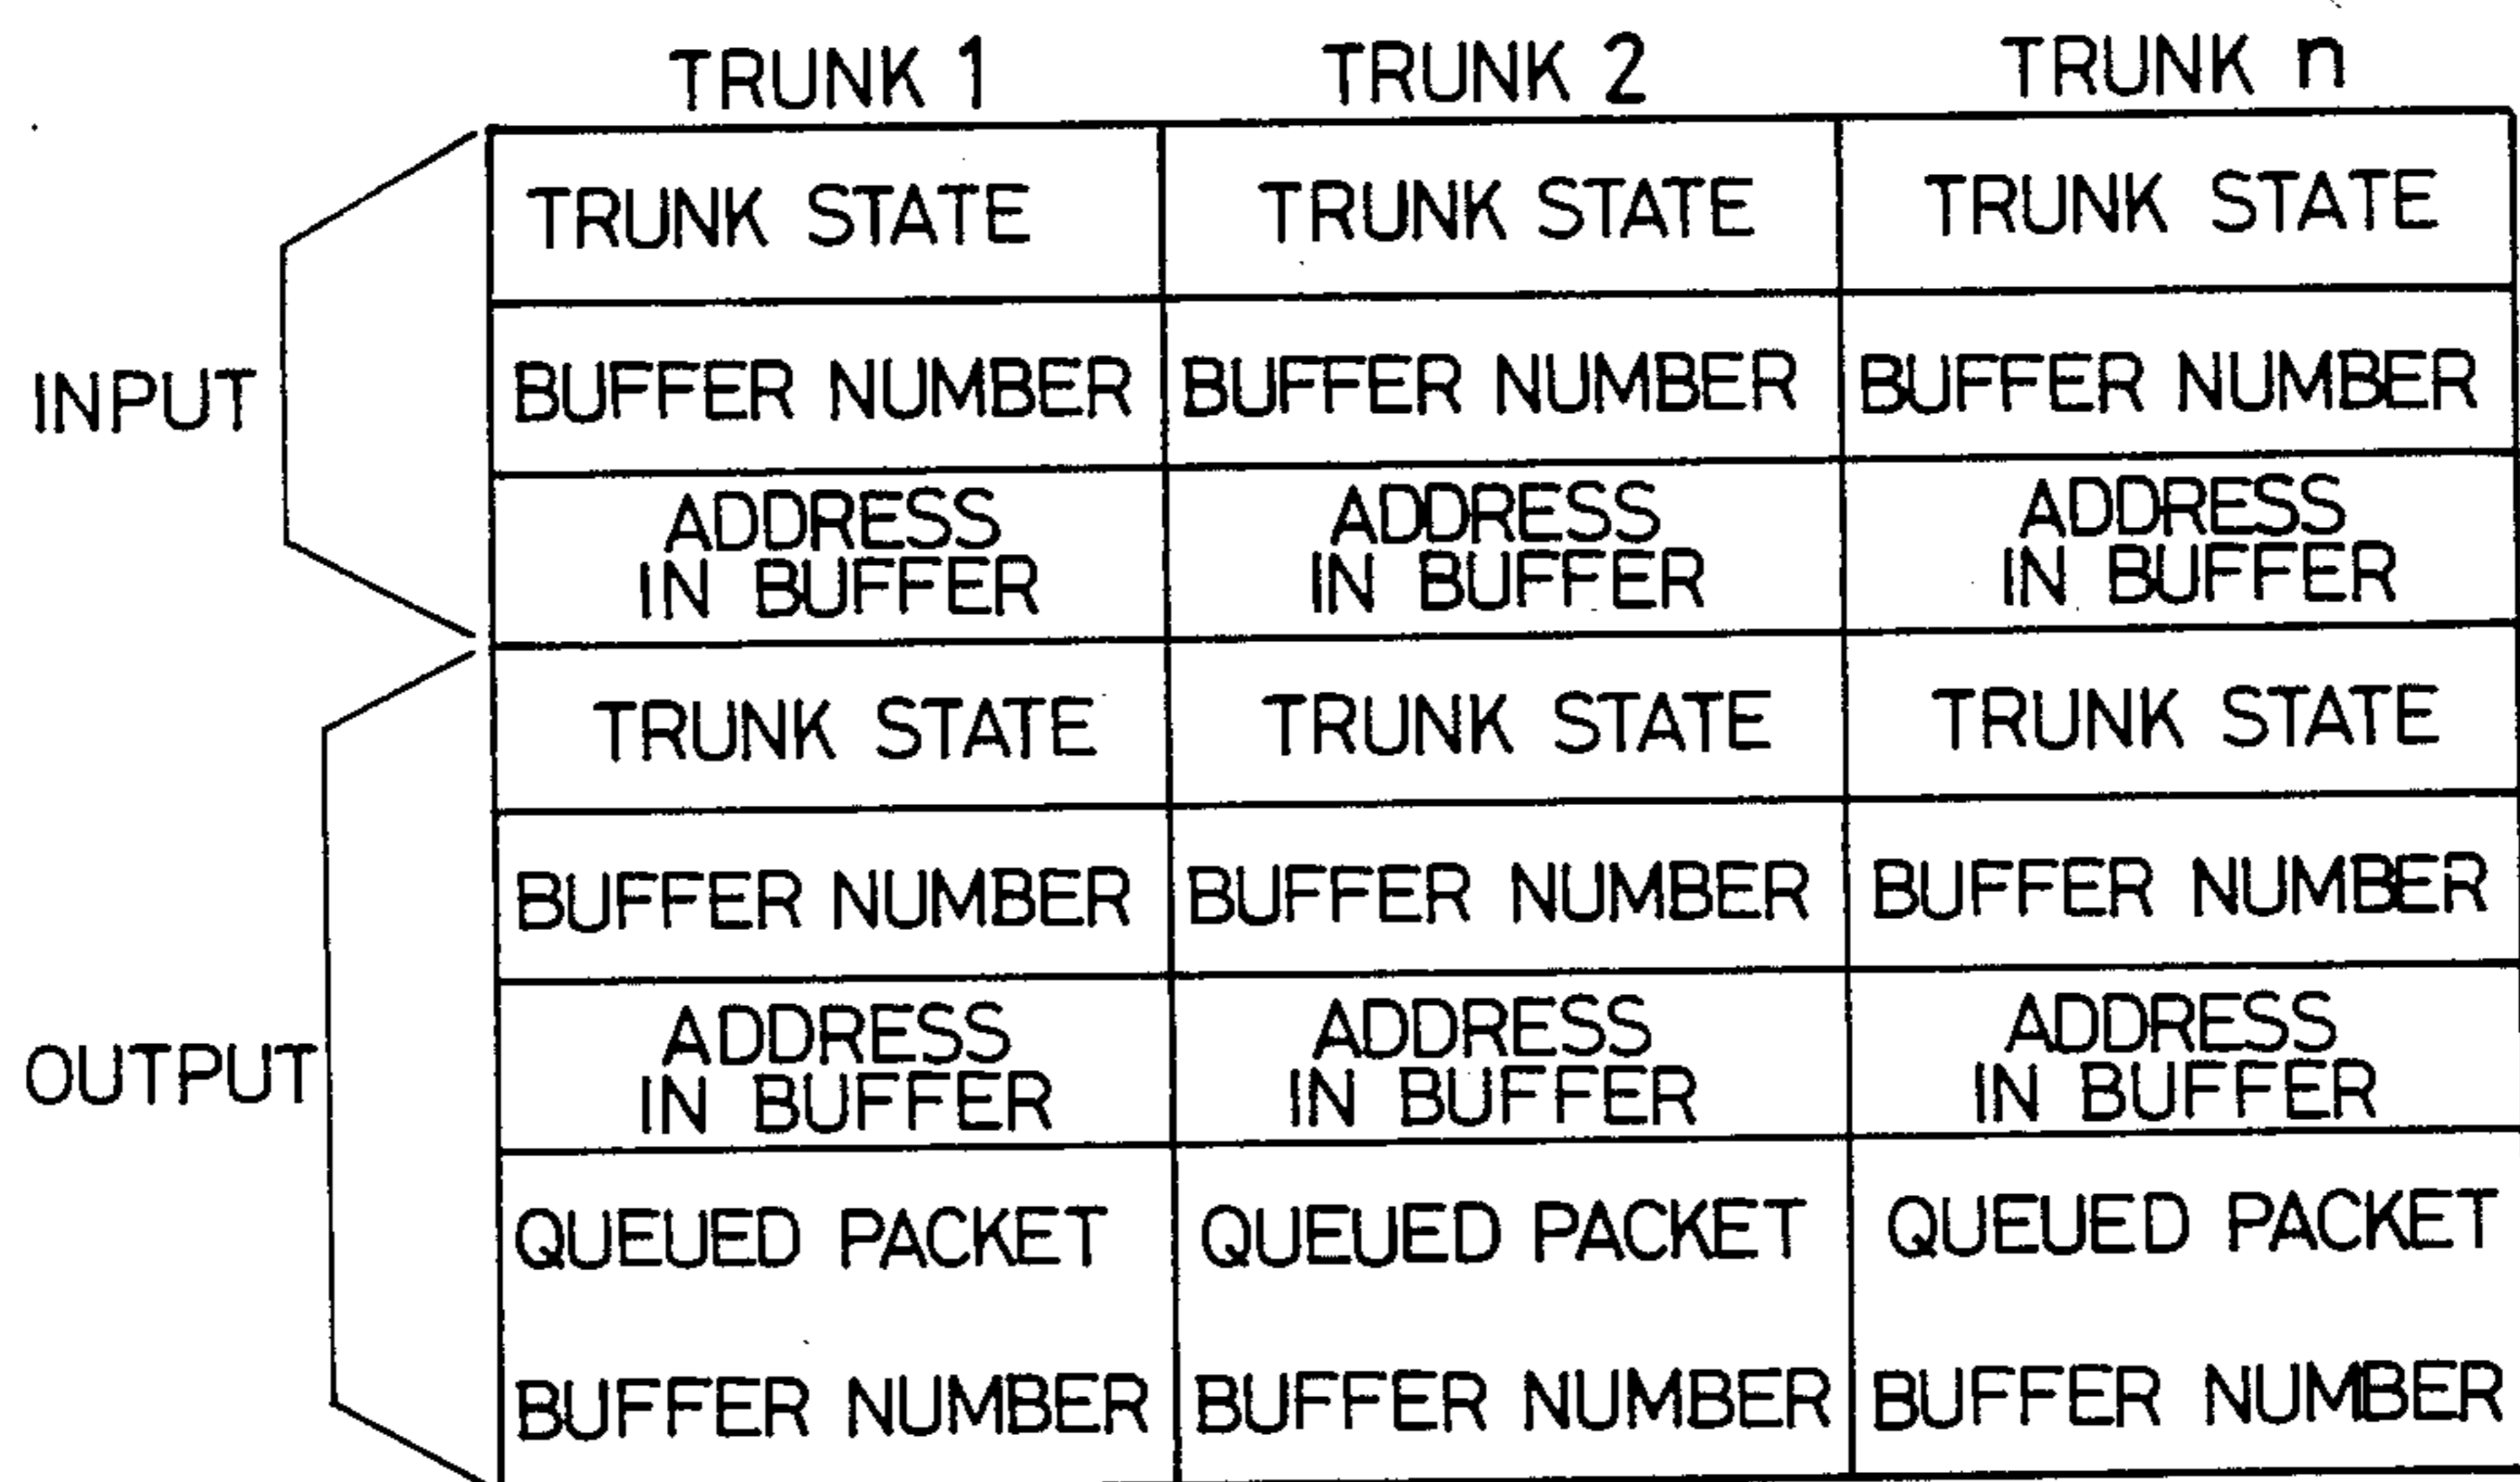 TRUNK 1 TRUNK 2 TRUNK n
TRUNK STATE TRUNK STATE TRUNK STATE
INPUT BUFFER NUMBER BUFFER NUMBER BUFFER NUMBER
ADDRESS ADDRESS ADDRESS
IN BUFFER IN BUFFER IN BUFFER
TRUNK STATE TRUNK STATE TRUNK STATE
BUFFER NUMBER BUFFER NUMBER BUFFER NUMBER
OUTPUT
ADDRESS ADDRESS ADDRESS
IN BUFFER IN BUFFER IN BUFFER
QUEUED PACKET QUEUED PACKET QUEUED PACKET
BUFFER NUMBER BUFFER NUMBER BUFFER NUMBER